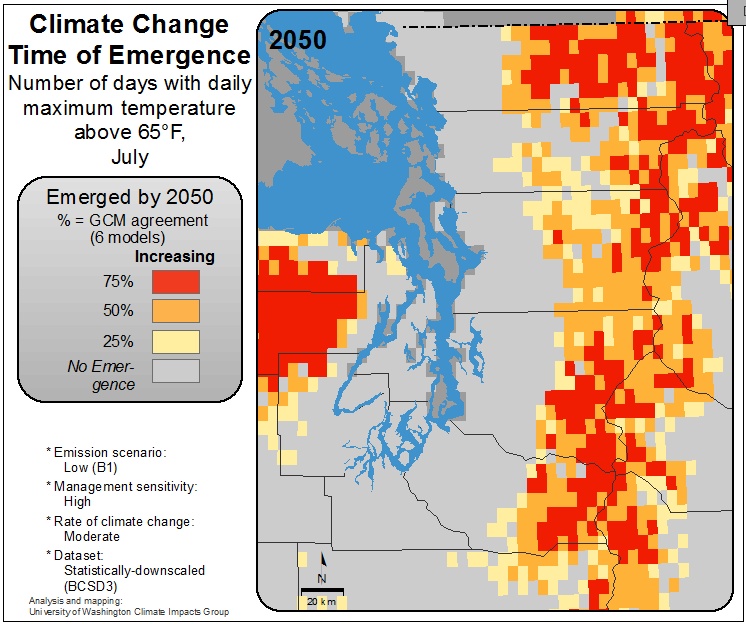 Climate Change
Time of Emergence
Number of days with daily
maximum temperature
above 65°F,
July
Emerged by 2050
% = GCM agreement
(6 models)
Increasing
75%
50%
25%
No Emer-
gence
* Emission scenario:
Low (B1)
* Management sensitivity:
High
* Rate of climate change:
Moderate
* Dataset:
Statistically-downscaled
(BCSD3)
Analysis and mapping:
University of Washington Climate Impacts Group
2050
N
20 km